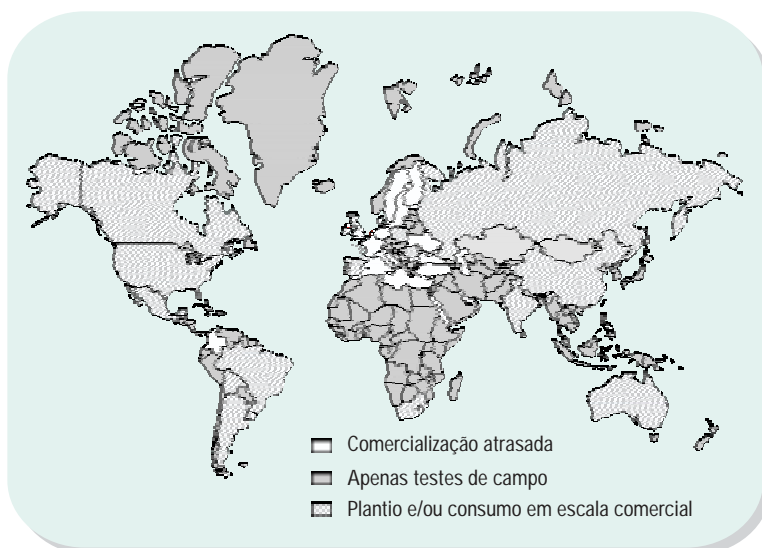 Comercialização atrasada
Apenas testes de campo
Plantio e/ou consumo em escala comercial